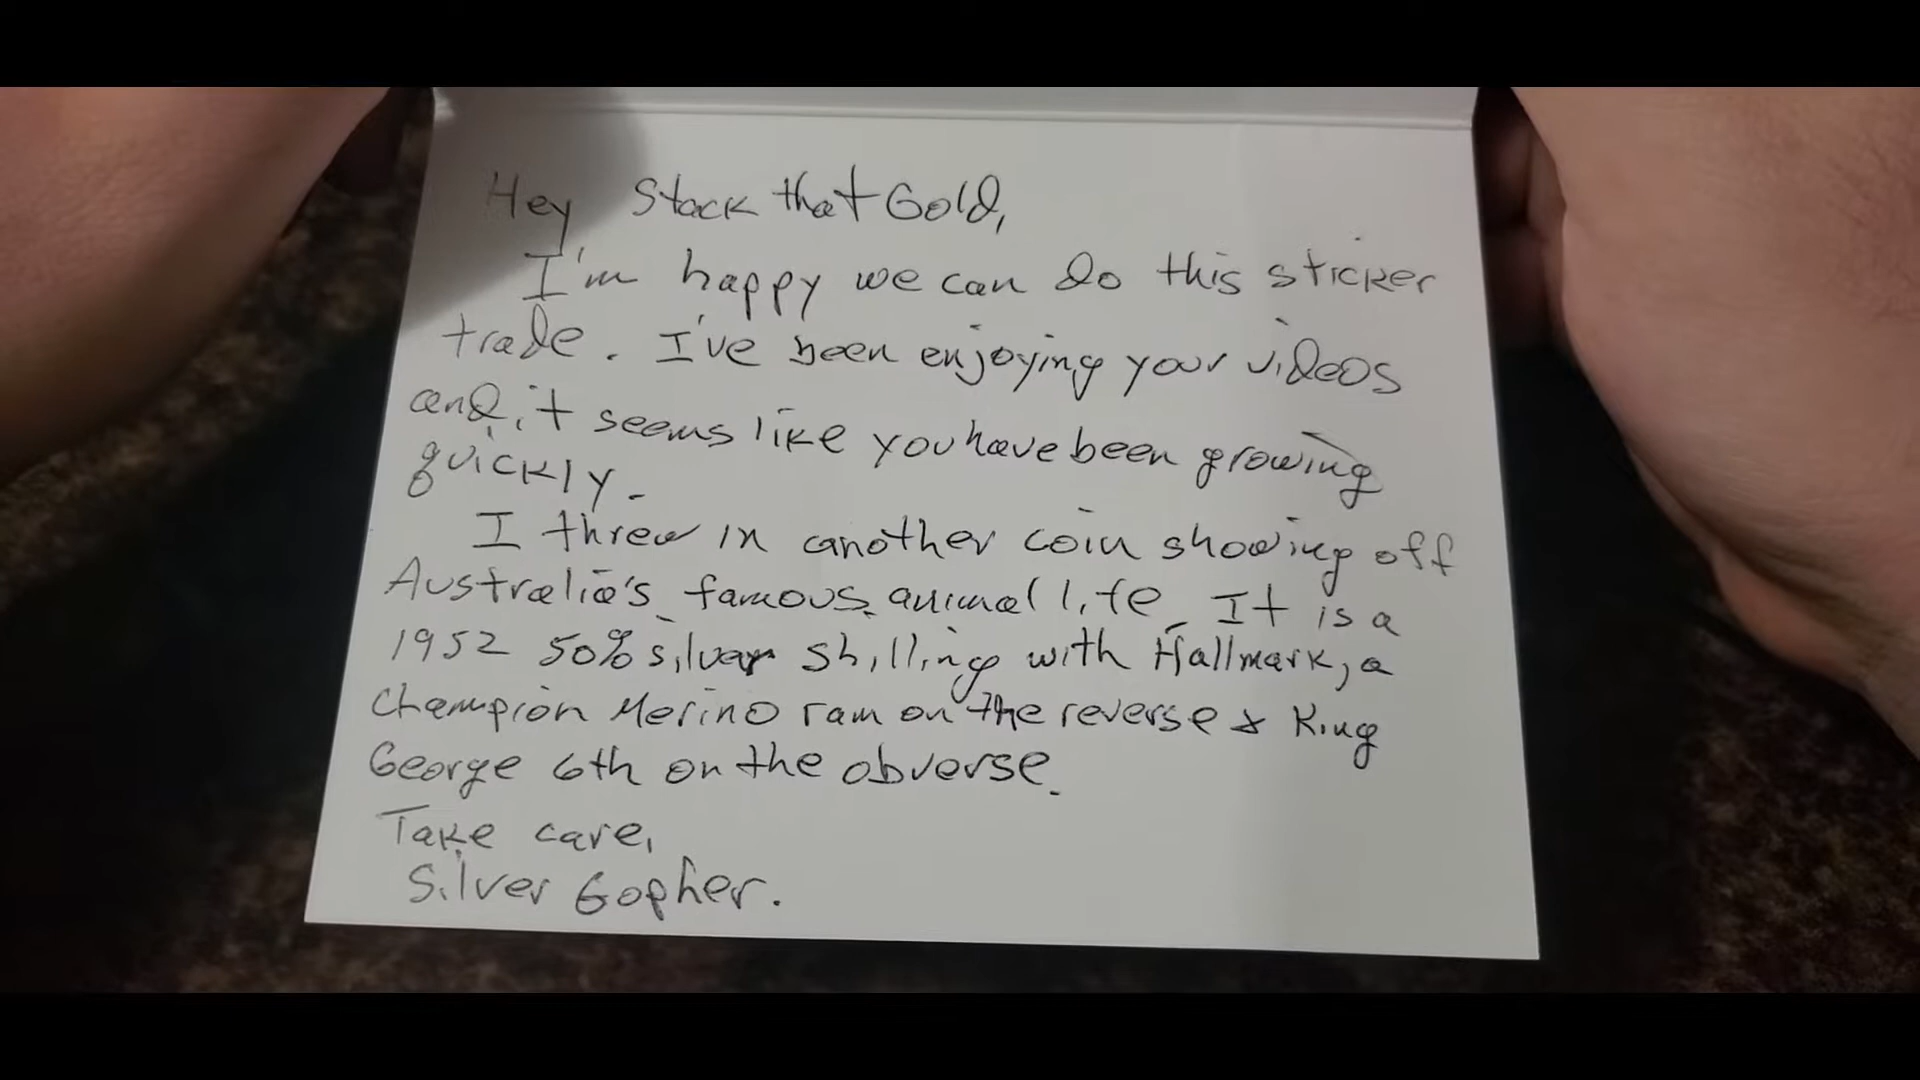 Hey Stack that Gold,
I'm happy we can do this sticker
trade. I've been enjoying your videos
and it seems like you have been growing
quickly.
I threw in another coin showing off
Australia's famous animal life. It is a
1952 50% silver shilling with Hallmark, a
champion Merino ram on the reverse & King
George 6th on the obverse.
Take care,
Silver Gopher.